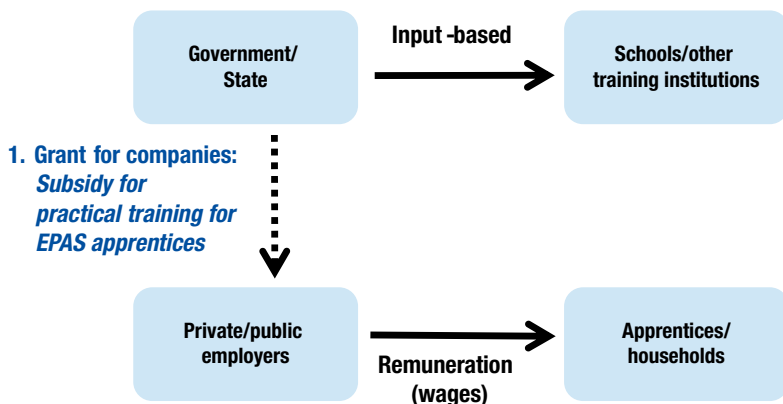 Government/
State
Input -based
Schools/other
training institutions
1. Grant for companies:
Subsidy for
practical training for
EPAS apprentices
Private/public
employers
Remuneration
(wages)
Apprentices/
households